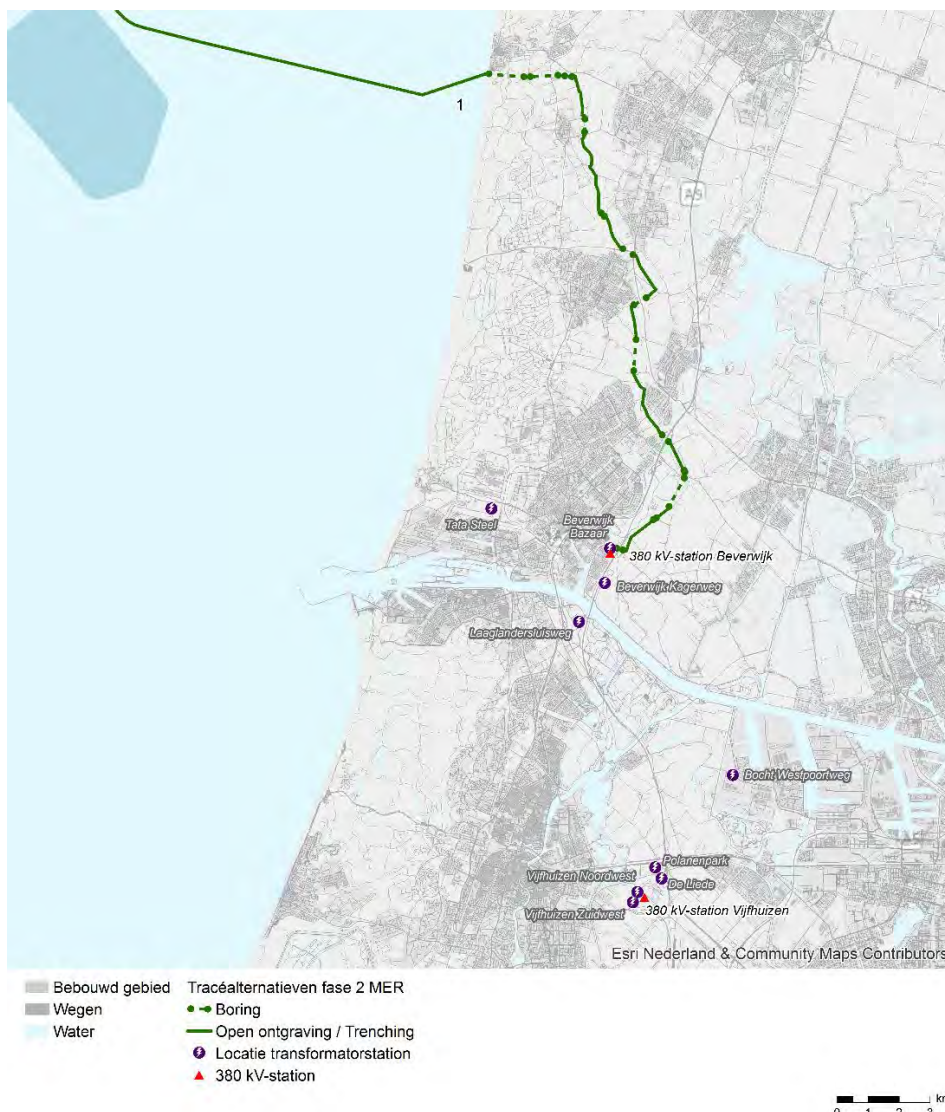 1
A9
Tata Steel
Beverwijk
Bazaar
380 kV-station Beverwijk
Beverwijk Kagerweg
Laaglandersluisweg
Bocht Westpoortweg
Polanenpark
Vijfhuizen Noordwest
De Liede
Vijfhuizen Zuidwest
380 kV-station Vijfhuizen
Esri Nederland & Community Maps Contributors
Bebouwd gebied
Wegen
Water
Tracéalternatieven fase 2 MER
Boring
Open ontgraving / Trenching
Locatie transformatorstation
380 kV-station
km
0 1 2 3